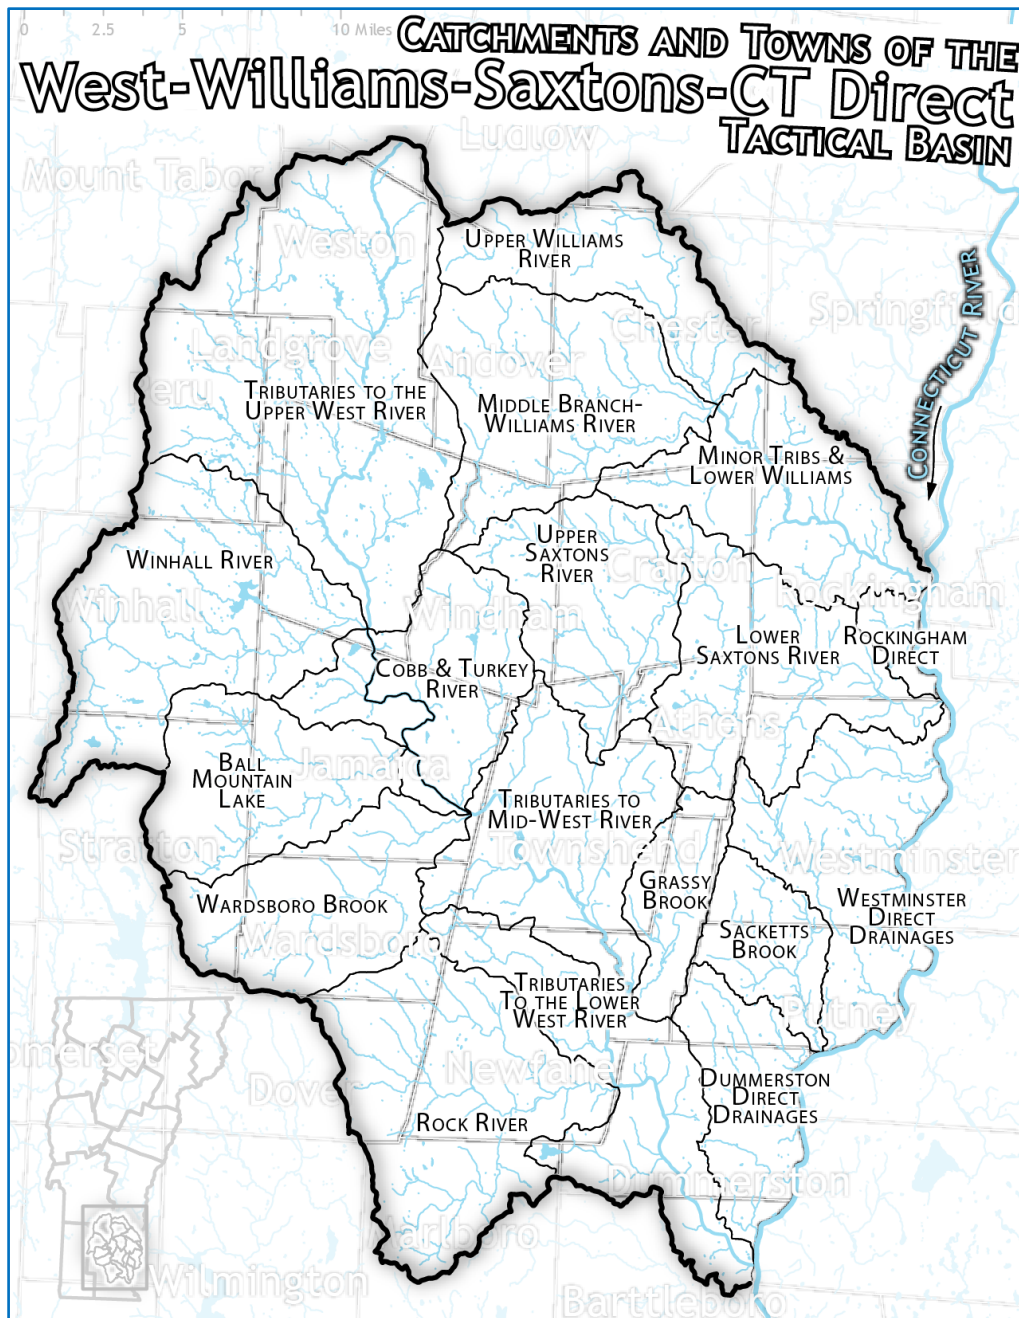 0 2.5 5 10 Miles
CATCHMENTS AND TOWNS OF THE
West-Williams-Saxtons-CT Direct
TACTICAL BASIN
Ludlow
Mount Tabor
Weston
UPPER WILLIAMS
RIVER
CONNECTICUT RIVER
Springfield
Chester
Landgrove
Andover
eru
TRIBUTARIES TO THE
UPPER WEST RIVER
MIDDLE BRANCH-
WILLIAMS RIVER
MINOR TRIBS &
LOWER WILLIAMS
UPPER
SAXTONS
RIVER
WINHALL RIVER
Grafton
Winhall
Windham
Rockingham
LOWER
SAXTONS RIVER
ROCKINGHAM
DIRECT
COBB & TURKEY
RIVER
Athens
BALL
MOUNTAIN
LAKE
Jamaica
TRIBUTARIES TO
MID-WEST RIVER
Stratton
Townshend
Westminster
GRASSY
BROOK
WARDSBORO BROOK
WESTMINSTER
DIRECT
DRAINAGES
SACKETTS
BROOK
Wardsboro
TRIBUTARIES
TO THE LOWER
WEST RIVER
Putney
omerset
Newfane
Dover
DUMMERSTON
DIRECT
DRAINAGES
ROCK RIVER
Dummerston
Marlboro
Wilmington
Barttleboro